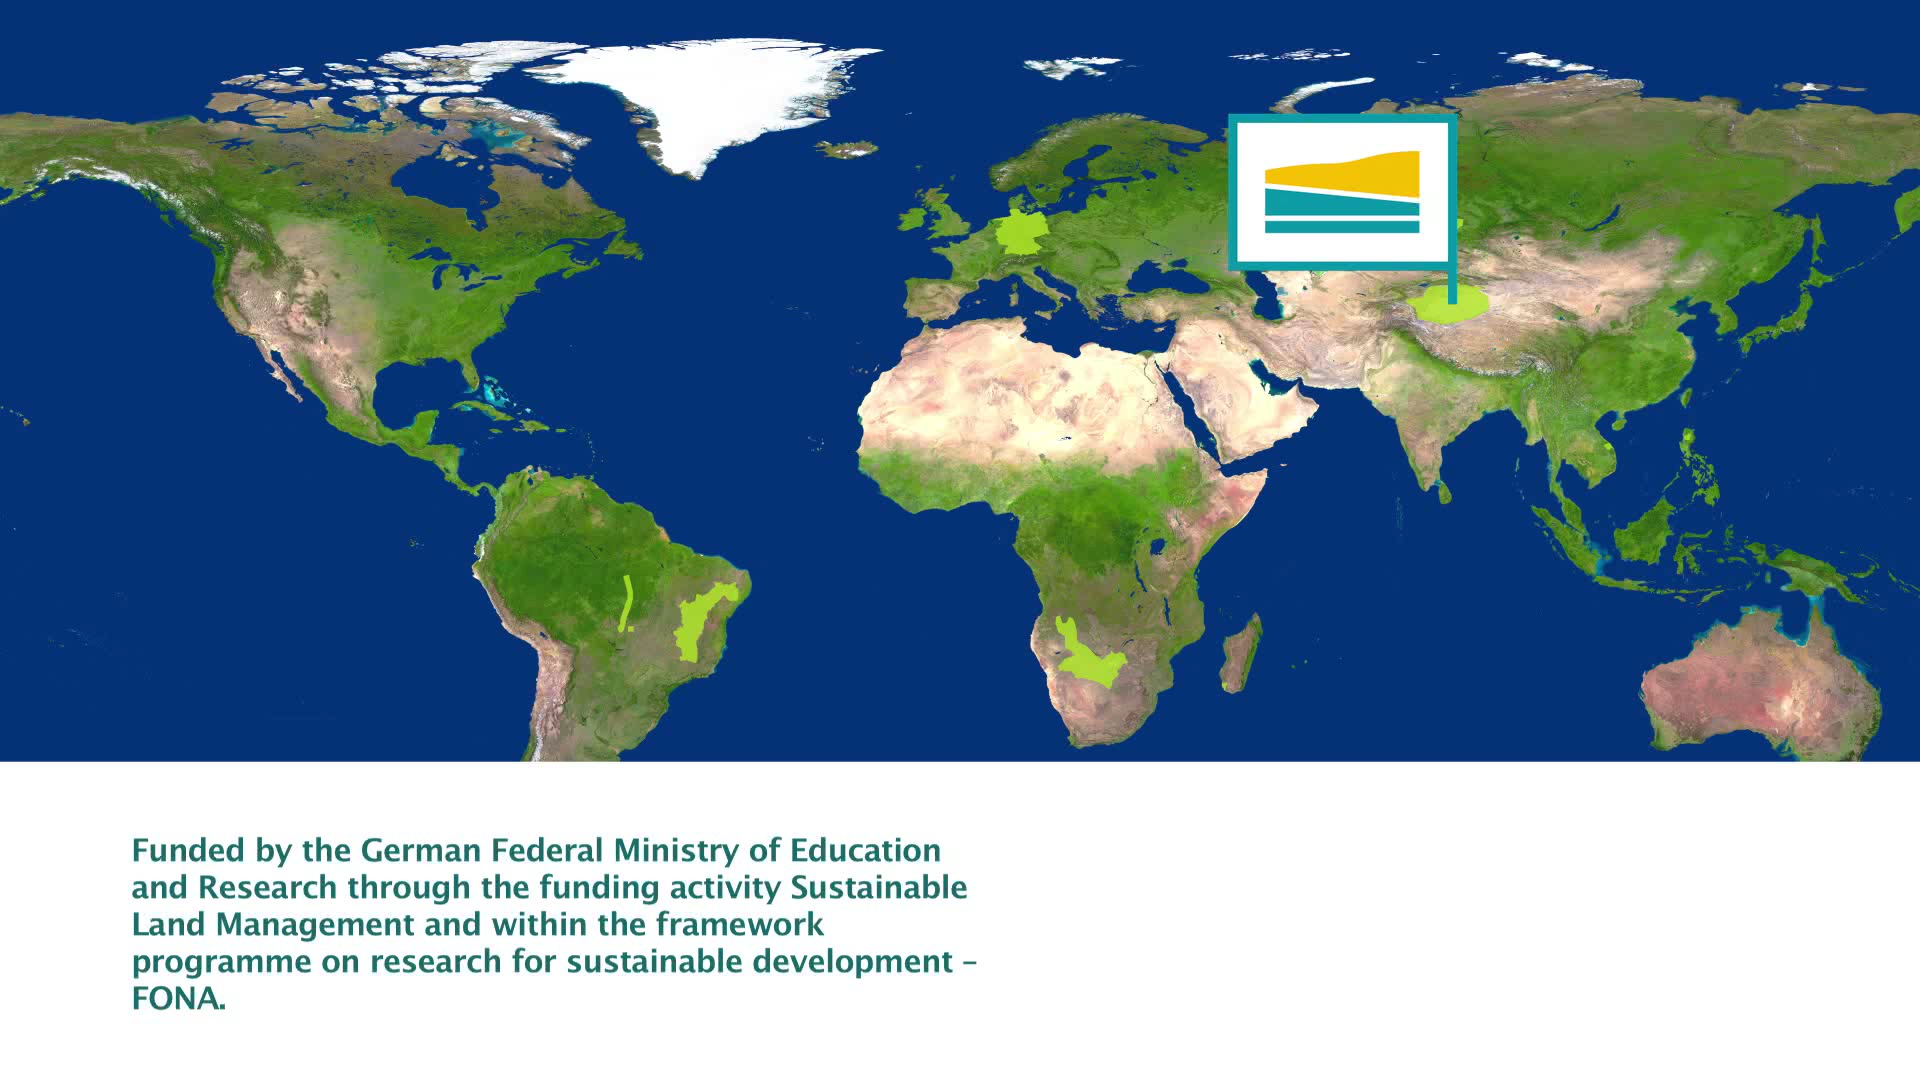 Funded by the German Federal Ministry of Education
and Research through the funding activity Sustainable
Land Management and within the framework
programme on research for sustainable development –
FONA.